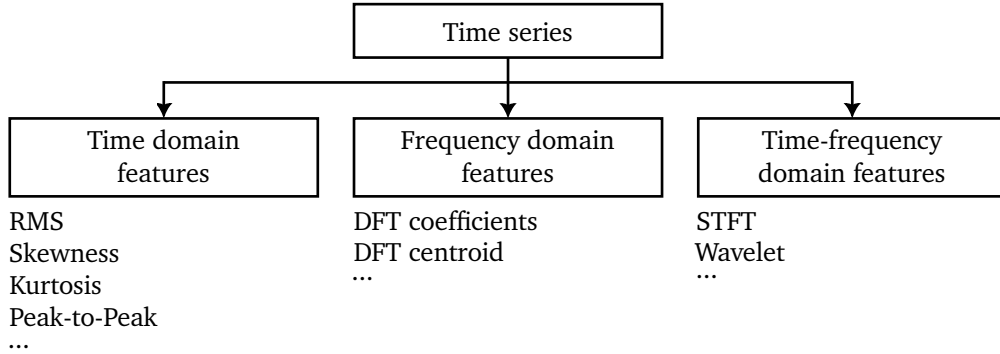 Time series
Time domain
features
RMS
Skewness
Kurtosis
Peak-to-Peak
...
Frequency domain
features
DFT coefficients
DFT centroid
...
Time-frequency
domain features
STFT
Wavelet
...